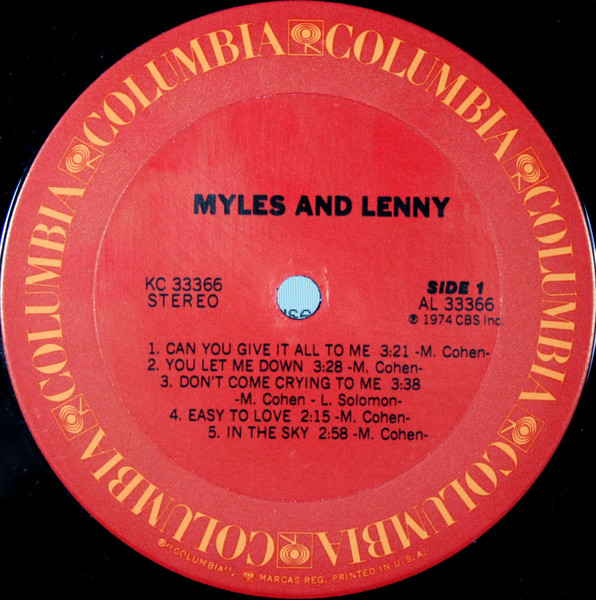 COLUMBIA COLUMBIA COLUMBIA COLUMBIA COLUMBIA COLUMBIA COLUMBIA COLUMBIA
MYLES AND LENNY
KC 33366
STEREO
SIDE 1
AL 33366
℗ 1974 CBS Inc.
1. CAN YOU GIVE IT ALL TO ME 3:21 -M. Cohen-
2. YOU LET ME DOWN 3:28 -M. Cohen-
3. DON'T COME CRYING TO ME 3:38
-M. Cohen - L. Solomon-
4. EASY TO LOVE 2:15 -M. Cohen-
5. IN THE SKY 2:58 -M. Cohen-
®"COLUMBIA", MARCAS REG. PRINTED IN U.S.A.